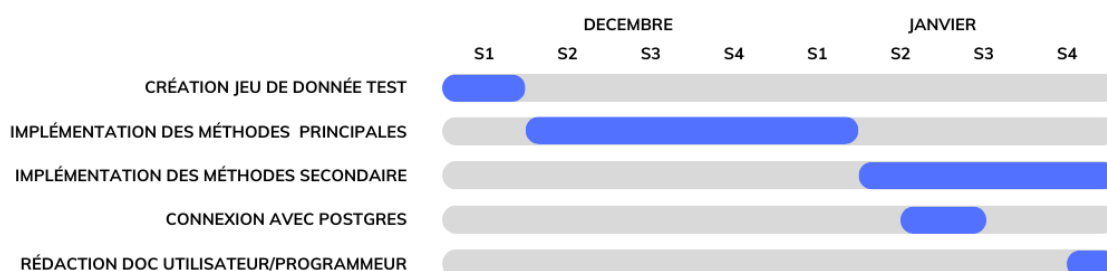 DECEMBRE JANVIER
S1 S2 S3 S4 S1 S2 S3 S4
CRÉATION JEU DE DONNÉE TEST
IMPLÉMENTATION DES MÉTHODES PRINCIPALES
IMPLÉMENTATION DES MÉTHODES SECONDAIRE
CONNEXION AVEC POSTGRES
RÉDACTION DOC UTILISATEUR/PROGRAMMEUR